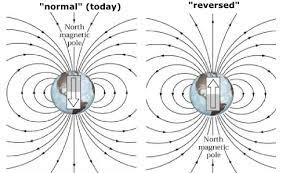 "normal" (today)
"reversed"
North
magnetic
pole
North
magnetic
pole